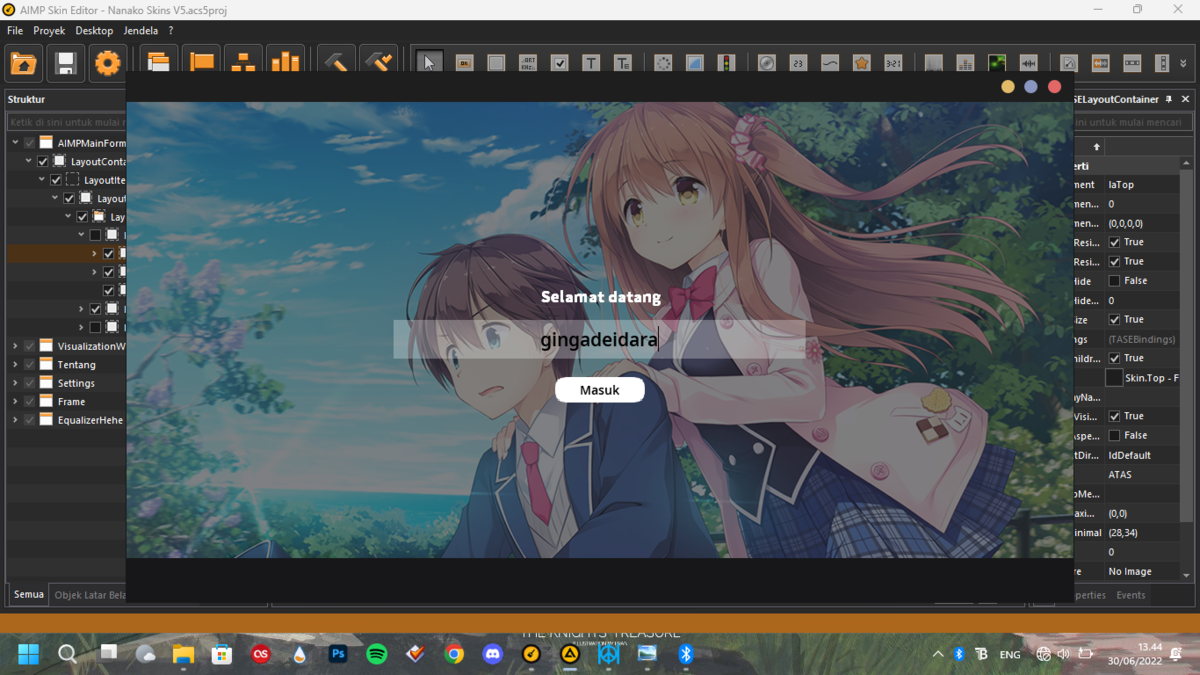 AIMP Skin Editor - Nanako Skins V5.acs5proj
File Proyek Desktop Jendela ?
Struktur
SELayoutContainer
Ketik di sini untuk mulai m
ini untuk mulai mencari
AIMPMainForm
LayoutConta
LayoutIte
Layout
Lay
VisualizationW
Tentang
Settings
Frame
EqualizerHehe
Selamat datang
gingadeidara
Masuk
erti
ment laTop
men... 0
men... (0,0,0,0)
Resi... True
Resi... True
Hide False
Hide... 0
size True
ngs (TASEBindings)
hildr... True
Skin.Top - F
yNa...
Visi... True
Aspe... False
tDir... ldDefault
ATAS
oMe...
axi... (0,0)
inimal (28,34)
0
re No Image
Semua Objek Latar Bela
operties Events
THE KNIGHTS TREASURE
ENG
13.44
30/06/2022